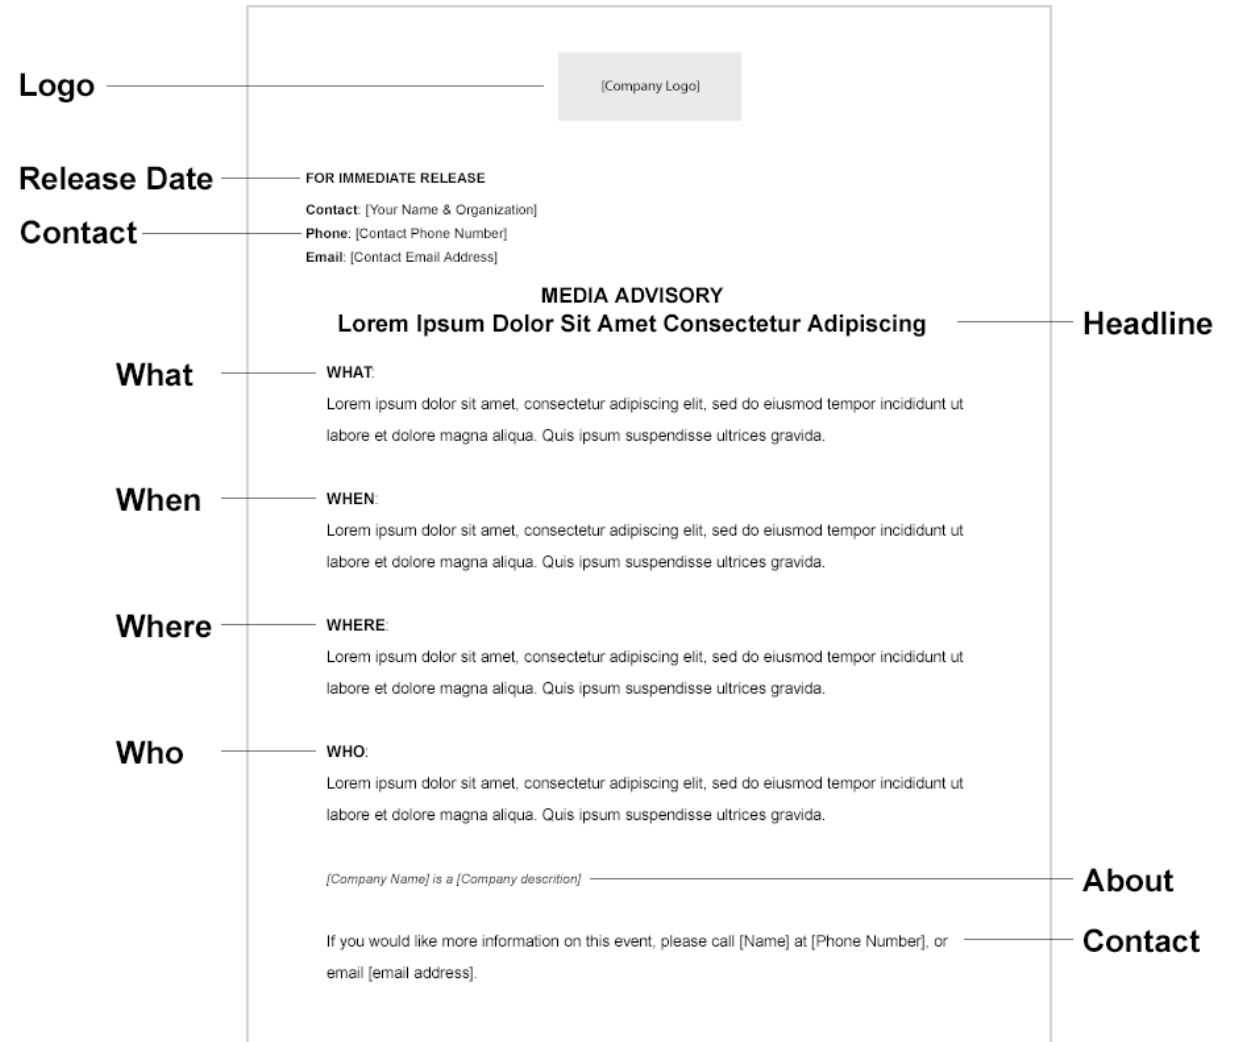 Logo
[Company Logo]
Release Date
FOR IMMEDIATE RELEASE
Contact: [Your Name & Organization]
Contact
Phone: [Contact Phone Number]
Email: [Contact Email Address]
MEDIA ADVISORY
Lorem Ipsum Dolor Sit Amet Consectetur Adipiscing
Headline
What
WHAT:
Lorem ipsum dolor sit amet, consectetur adipiscing elit, sed do eiusmod tempor incididunt ut
labore et dolore magna aliqua. Quis ipsum suspendisse ultrices gravida.
When
WHEN:
Lorem ipsum dolor sit amet, consectetur adipiscing elit, sed do eiusmod tempor incididunt ut
labore et dolore magna aliqua. Quis ipsum suspendisse ultrices gravida.
Where
WHERE:
Lorem ipsum dolor sit amet, consectetur adipiscing elit, sed do eiusmod tempor incididunt ut
labore et dolore magna aliqua. Quis ipsum suspendisse ultrices gravida.
Who
WHO:
Lorem ipsum dolor sit amet, consectetur adipiscing elit, sed do eiusmod tempor incididunt ut
labore et dolore magna aliqua. Quis ipsum suspendisse ultrices gravida.
[Company Name] is a [Company descrition]
About
If you would like more information on this event, please call [Name] at [Phone Number], or
email [email address].
Contact